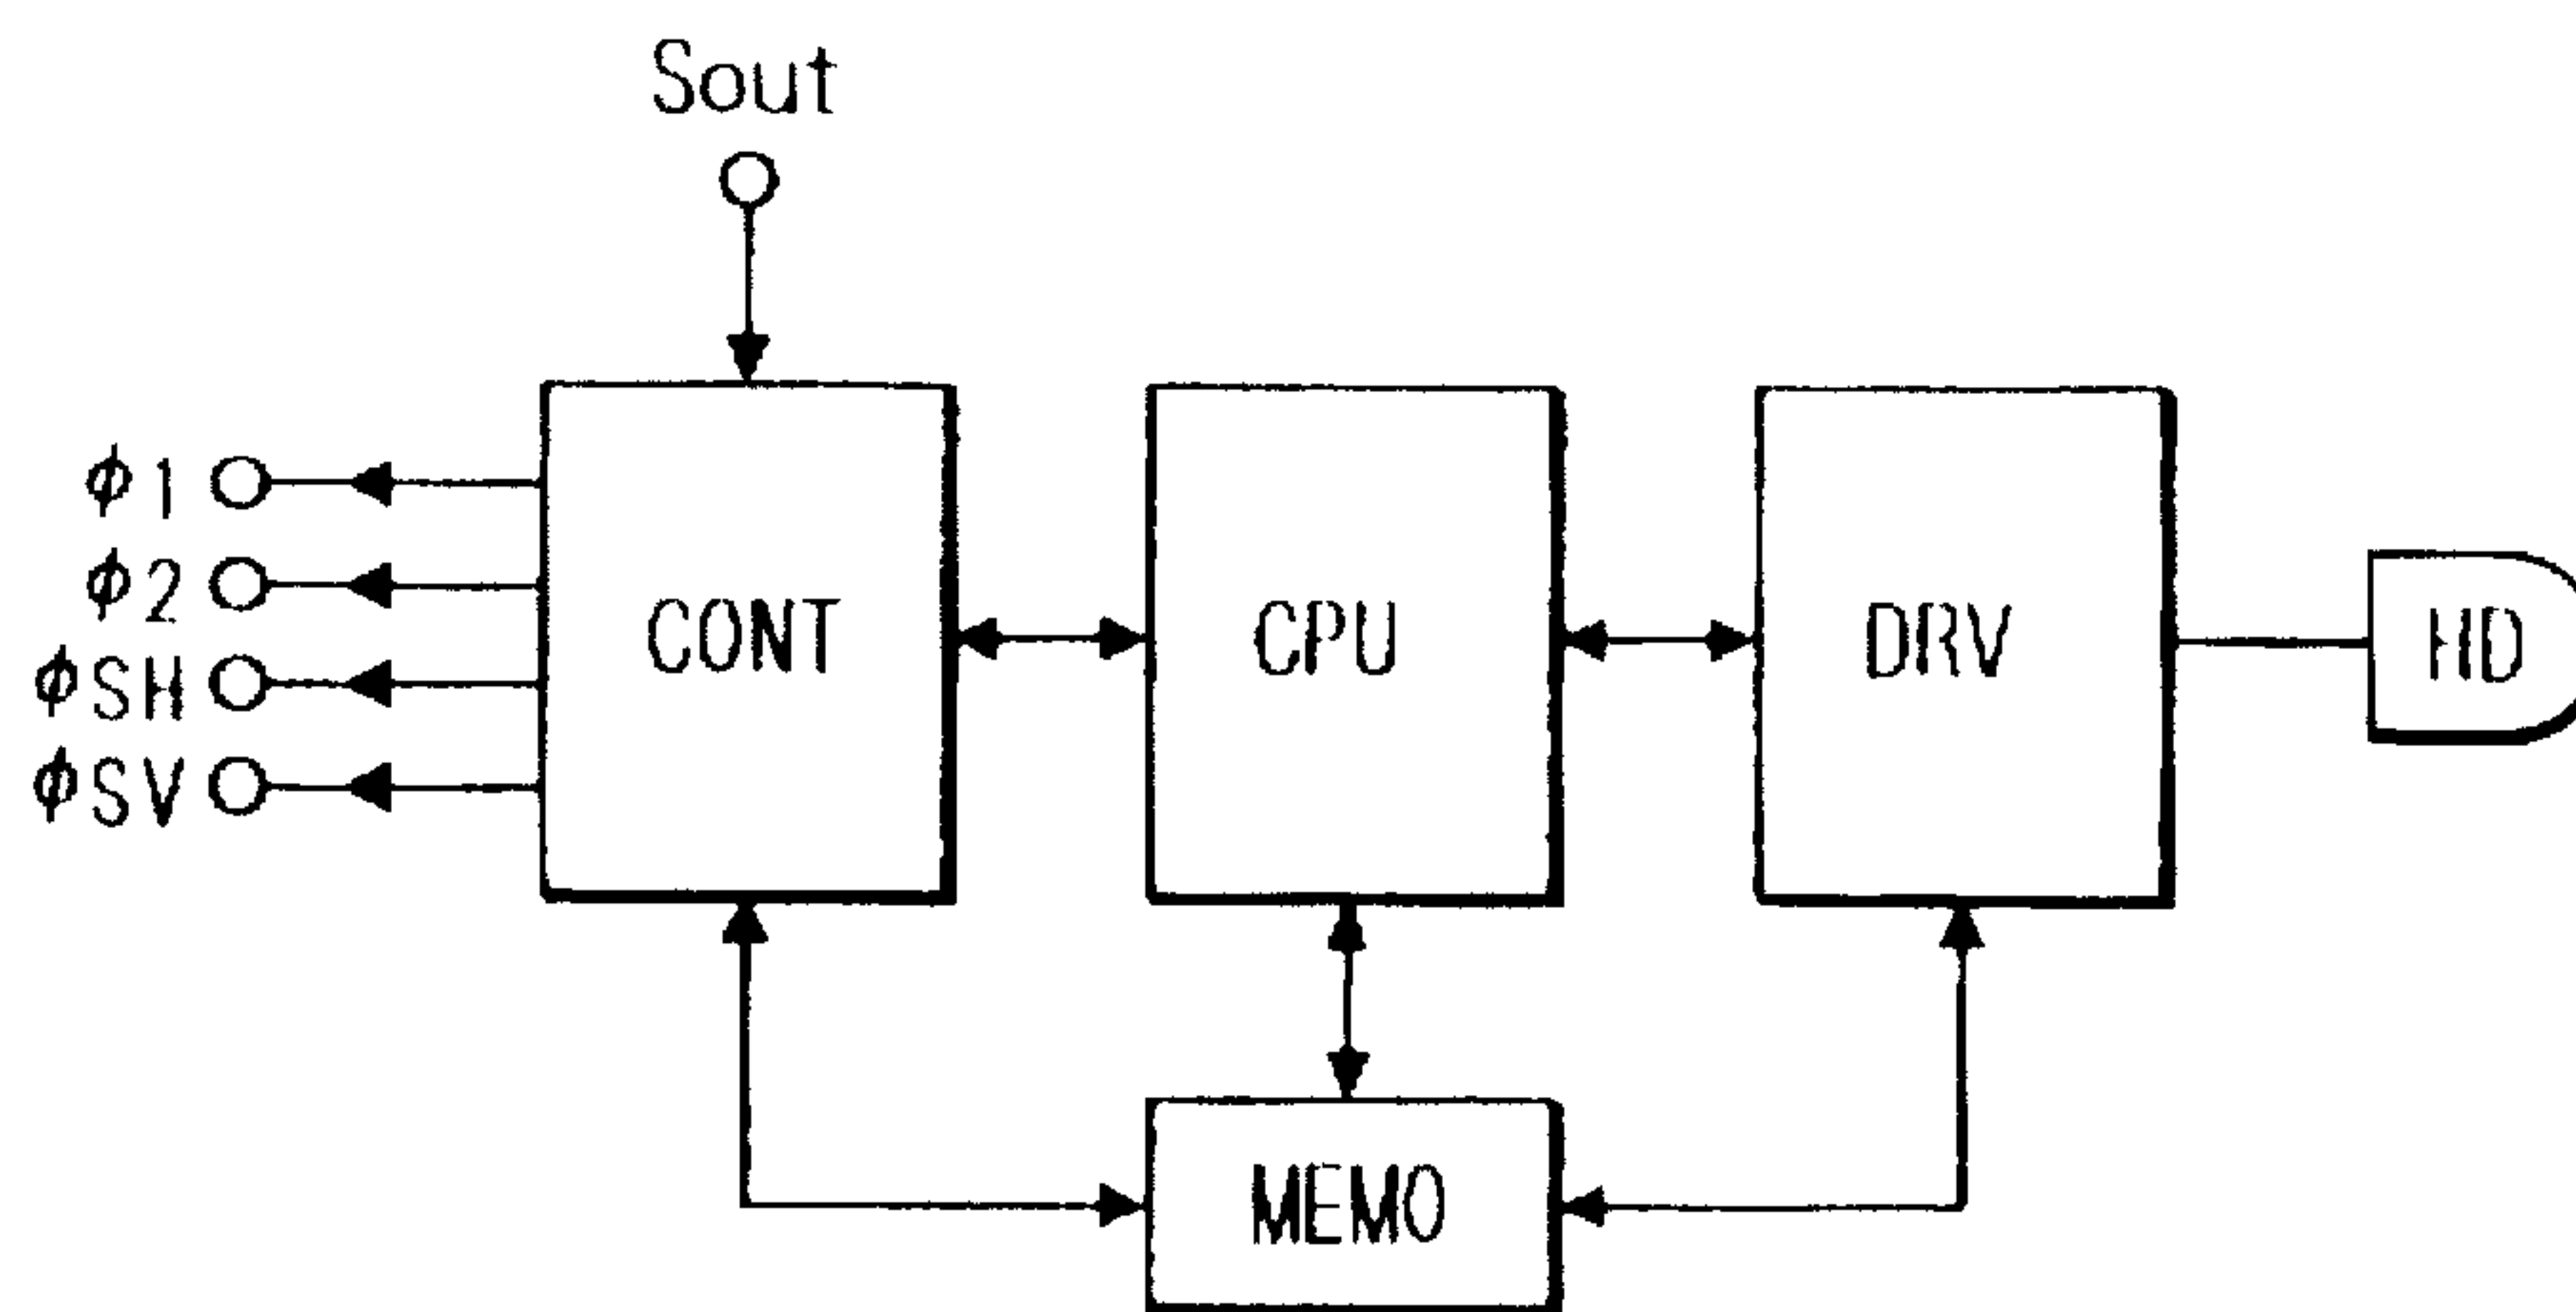 Sout
φ1
φ2
φSH
φSV
CONT
CPU
DRV
HD
MEMO